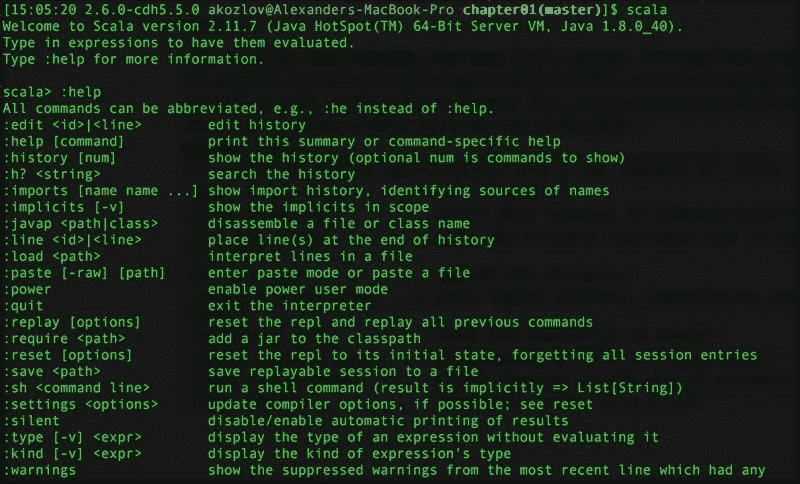 [15:05:20 2.6.0-cdh5.5.0 akozlov@Alexanders-MacBook-Pro chapter01(master)]$ scala
Welcome to Scala version 2.11.7 (Java HotSpot(TM) 64-Bit Server VM, Java 1.8.0_40).
Type in expressions to have them evaluated.
Type :help for more information.
scala> :help
All commands can be abbreviated, e.g., :he instead of :help.
:edit <id>|<line> edit history
:help [command] print this summary or command-specific help
:history [num] show the history (optional num is commands to show)
:h? <string> search the history
:imports [name name ...] show import history, identifying sources of names
:implicits [-v] show the implicits in scope
:javap <path|class> disassemble a file or class name
:line <id>|<line> place line(s) at the end of history
:load <path> interpret lines in a file
:paste [-raw] [path] enter paste mode or paste a file
:power enable power user mode
:quit exit the interpreter
:replay [options] reset the repl and replay all previous commands
:require <path> add a jar to the classpath
:reset [options] reset the repl to its initial state, forgetting all session entries
:save <path> save replayable session to a file
:sh <command line> run a shell command (result is implicitly => List[String])
:settings <options> update compiler options, if possible; see reset
:silent disable/enable automatic printing of results
:type [-v] <expr> display the type of an expression without evaluating it
:kind [-v] <expr> display the kind of expression's type
:warnings show the suppressed warnings from the most recent line which had any